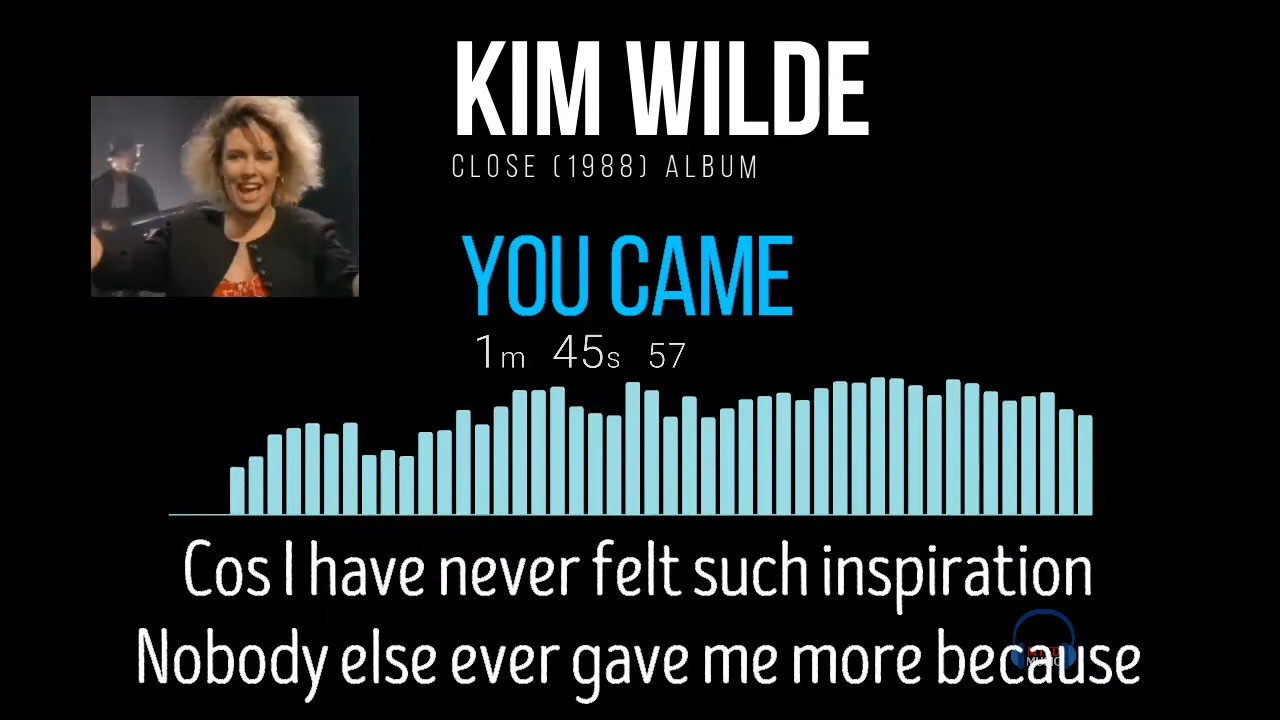 KIM WILDE
CLOSE (1988) ALBUM
YOU CAME
1m 45s 57
Cos I have never felt such inspiration
Nobody else ever gave me more because
MUSIC